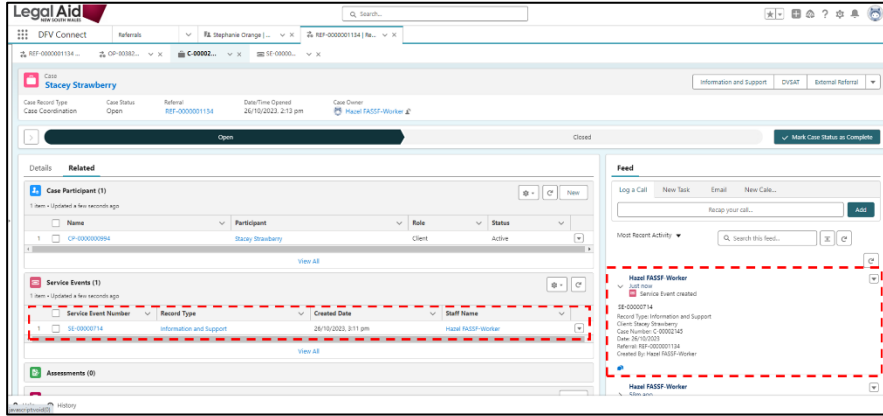 Legal Aid
NEW SOUTH WALES
Search...
DFV Connect
Referrals
Stephanie Orange | ...
REF-0000001134 | Re...
REF-0000001134 ...
OP-00382...
C-00002...
SE-00000...
Case
Stacey Strawberry
Information and Support
DVSAT
External Referral
Case Record Type
Case Status
Referral
Date/Time Opened
Case Owner
Case Coordination
Open
REF-0000001134
26/10/2023, 2:13 pm
Hazel FASSF-Worker
Open
Closed
Mark Case Status as Complete
Details
Related
Case Participant (1)
New
1 item • Updated a few seconds ago
Name
Participant
Role
Status
1
CP-0000000994
Stacey Strawberry
Client
Active
View All
Service Events (1)
1 item • Updated a few seconds ago
Service Event Number
Record Type
Created Date
Staff Name
1
SE-00000714
Information and Support
26/10/2023, 3:11 pm
Hazel FASSF-Worker
View All
Assessments (0)
History
javascript:void(0)
Feed
Log a Call
New Task
Email
New Cale...
Recap your call...
Add
Most Recent Activity
Search this feed...
Hazel FASSF-Worker
Just now
Service Event created
SE-00000714
Record Type: Information and Support
Client: Stacey Strawberry
Case Number: C-00002145
Date: 26/10/2023
Referral: REF-0000001134
Created By: Hazel FASSF-Worker
Hazel FASSF-Worker
58m ago